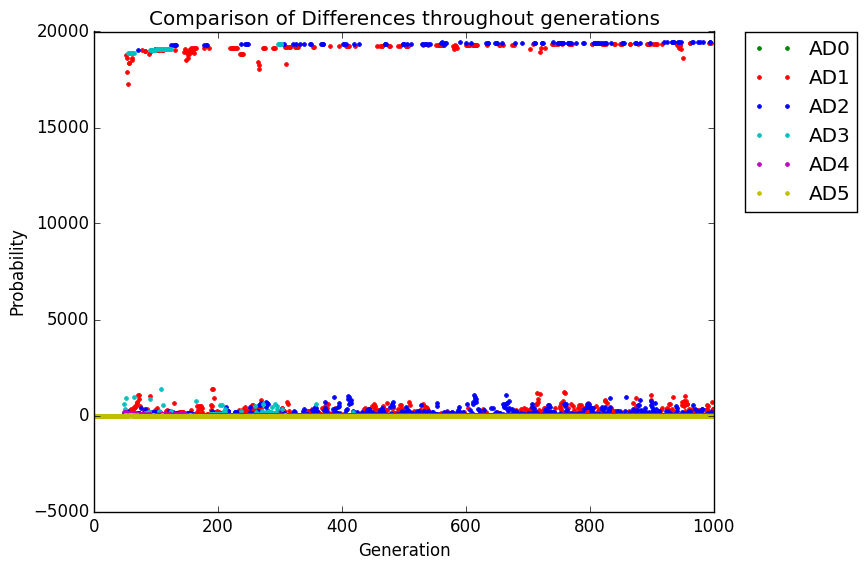 Comparison of Differences throughout generations
20000
15000
10000
5000
0
−5000
Probability
0 200 400 600 800 1000
Generation
AD0
AD1
AD2
AD3
AD4
AD5